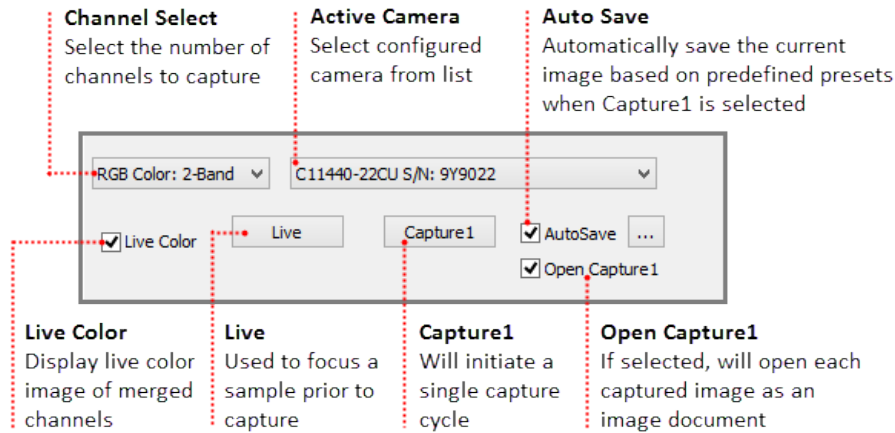 Channel Select
Select the number of
channels to capture
Active Camera
Select configured
camera from list
Auto Save
Automatically save the current
image based on predefined presets
when Capture1 is selected
RGB Color: 2-Band
C11440-22CU S/N: 9Y9022
Live Color
Live
Capture1
AutoSave
...
Open Capture1
Live Color
Display live color
image of merged
channels
Live
Used to focus a
sample prior to
capture
Capture1
Will initiate a
single capture
cycle
Open Capture1
If selected, will open each
captured image as an
image document